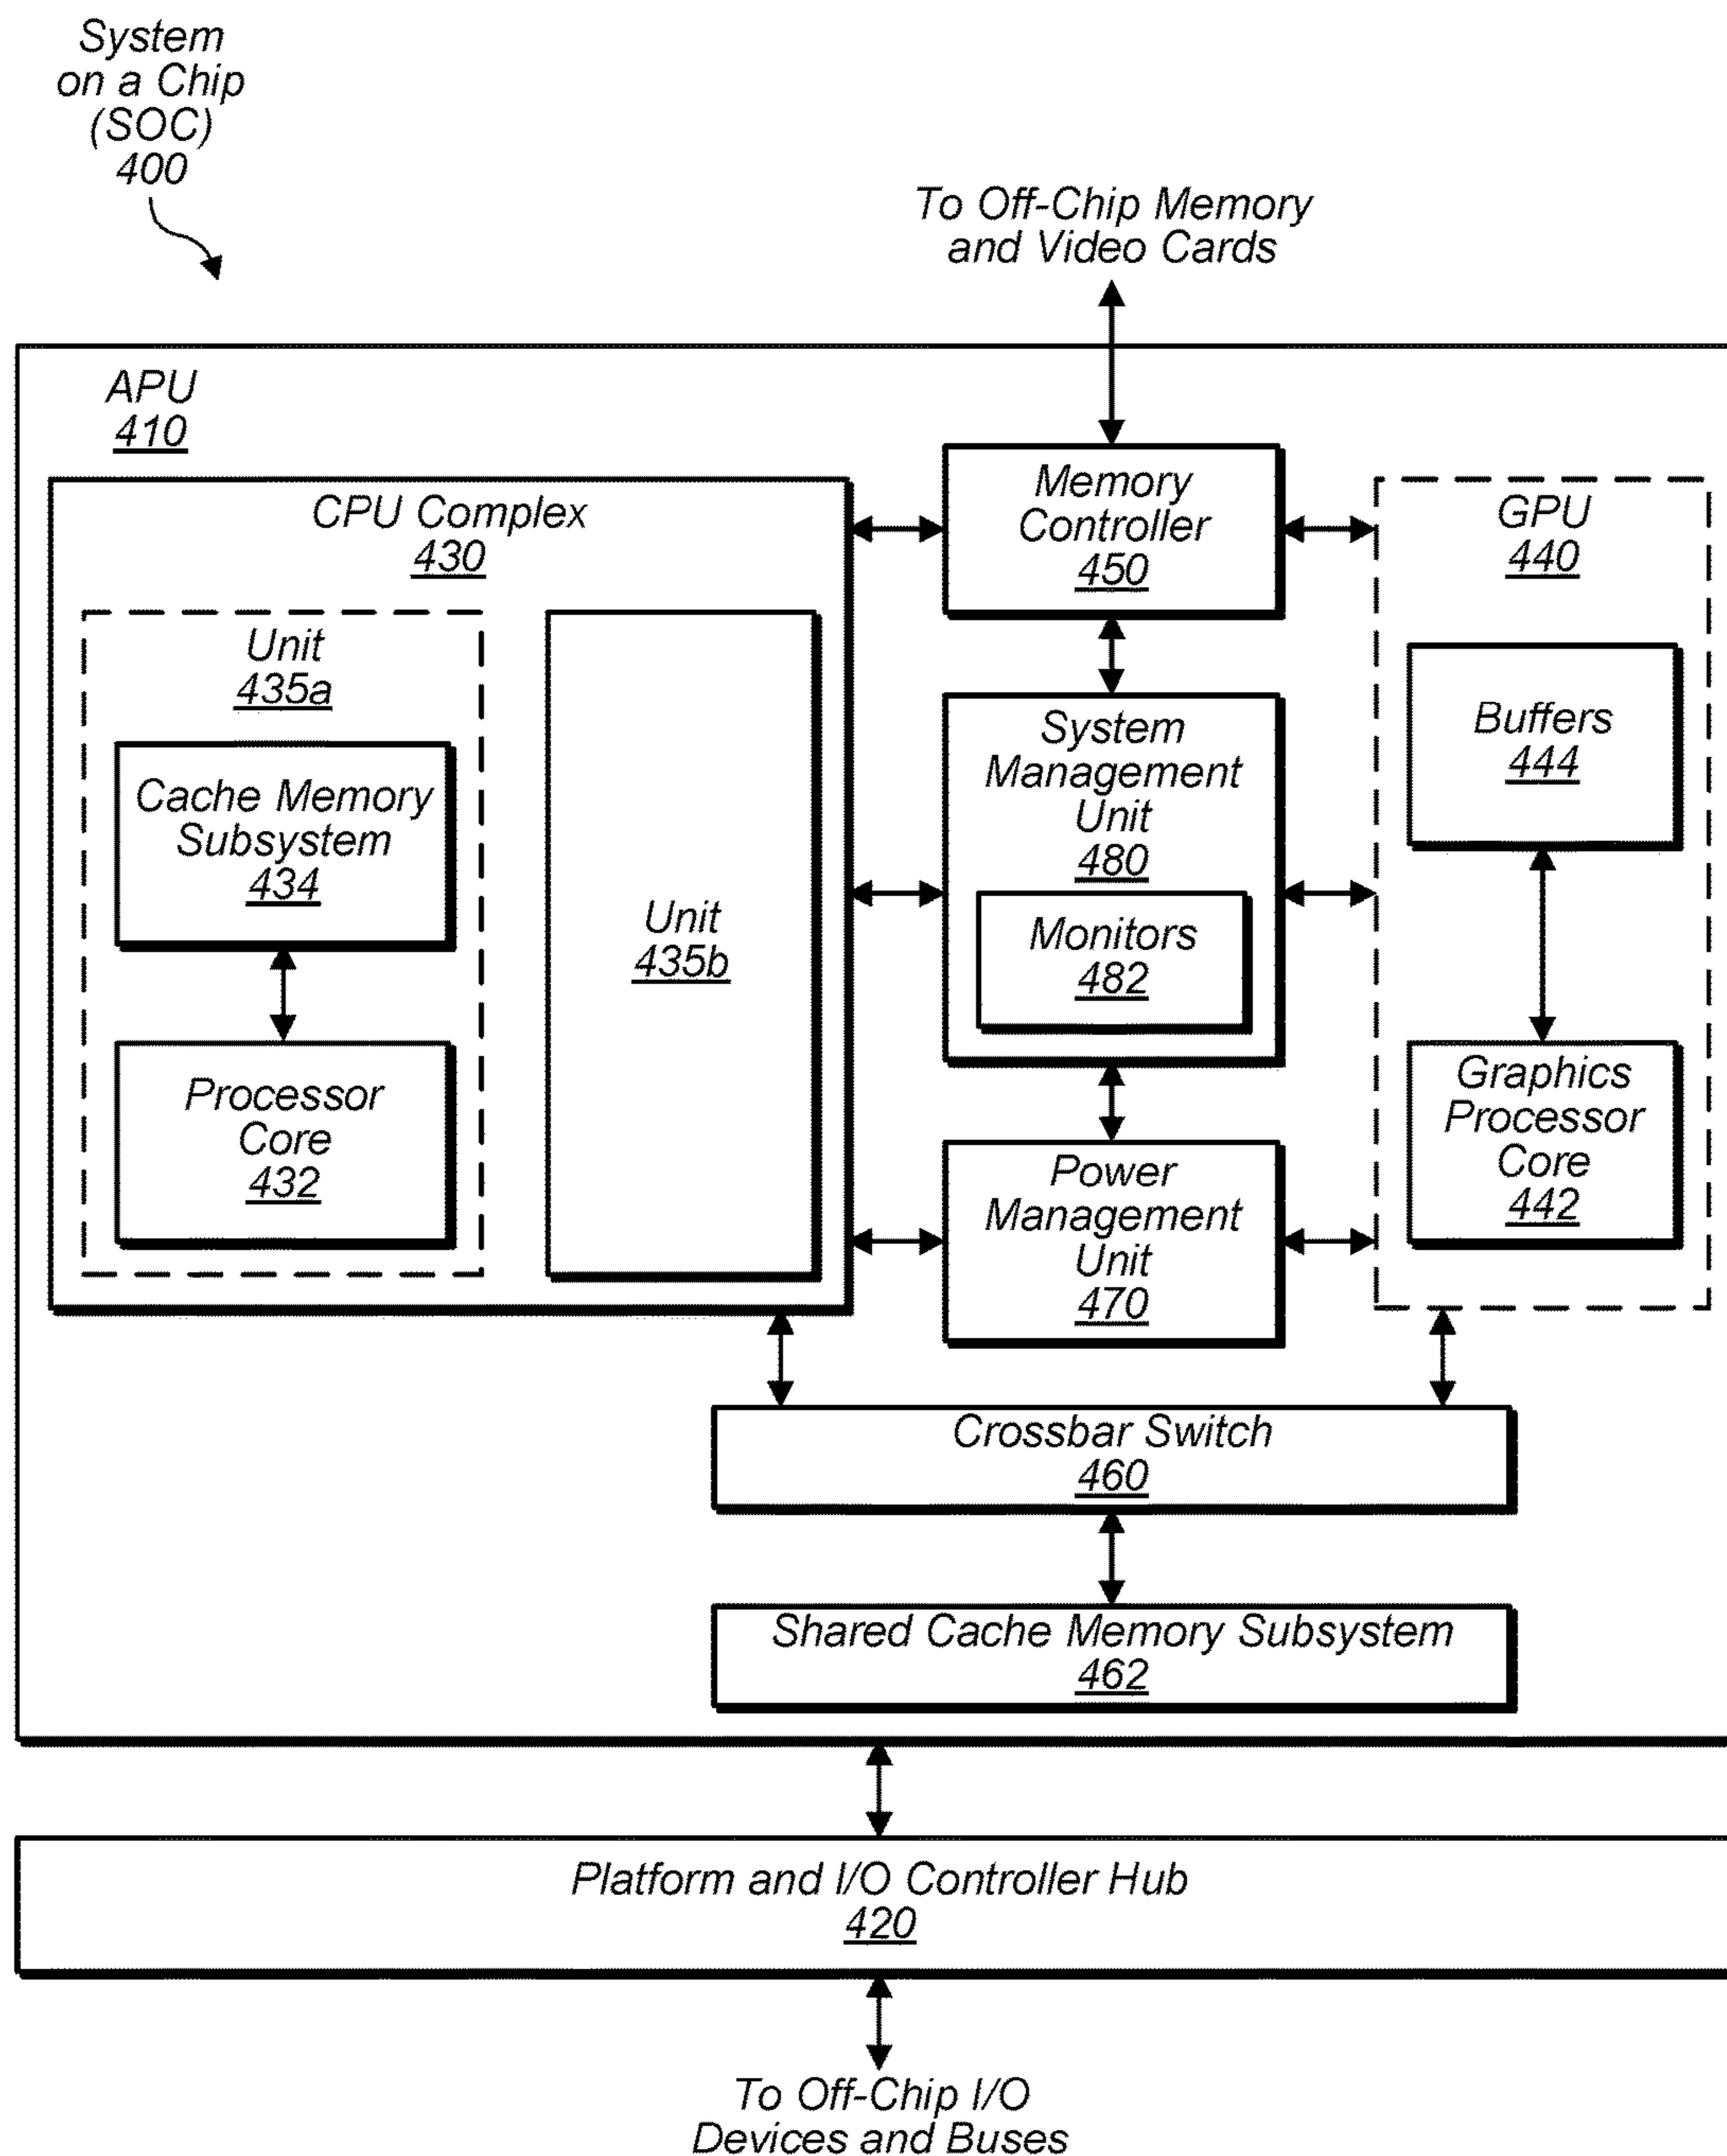 System
on a Chip
(SOC)
400
To Off-Chip Memory
and Video Cards
APU
410
CPU Complex
430
Unit
435a
Cache Memory
Subsystem
434
Processor
Core
432
Unit
435b
Memory
Controller
450
System
Management
Unit
480
Monitors
482
Power
Management
Unit
470
GPU
440
Buffers
444
Graphics
Processor
Core
442
Crossbar Switch
460
Shared Cache Memory Subsystem
462
Platform and I/O Controller Hub
420
To Off-Chip I/O
Devices and Buses